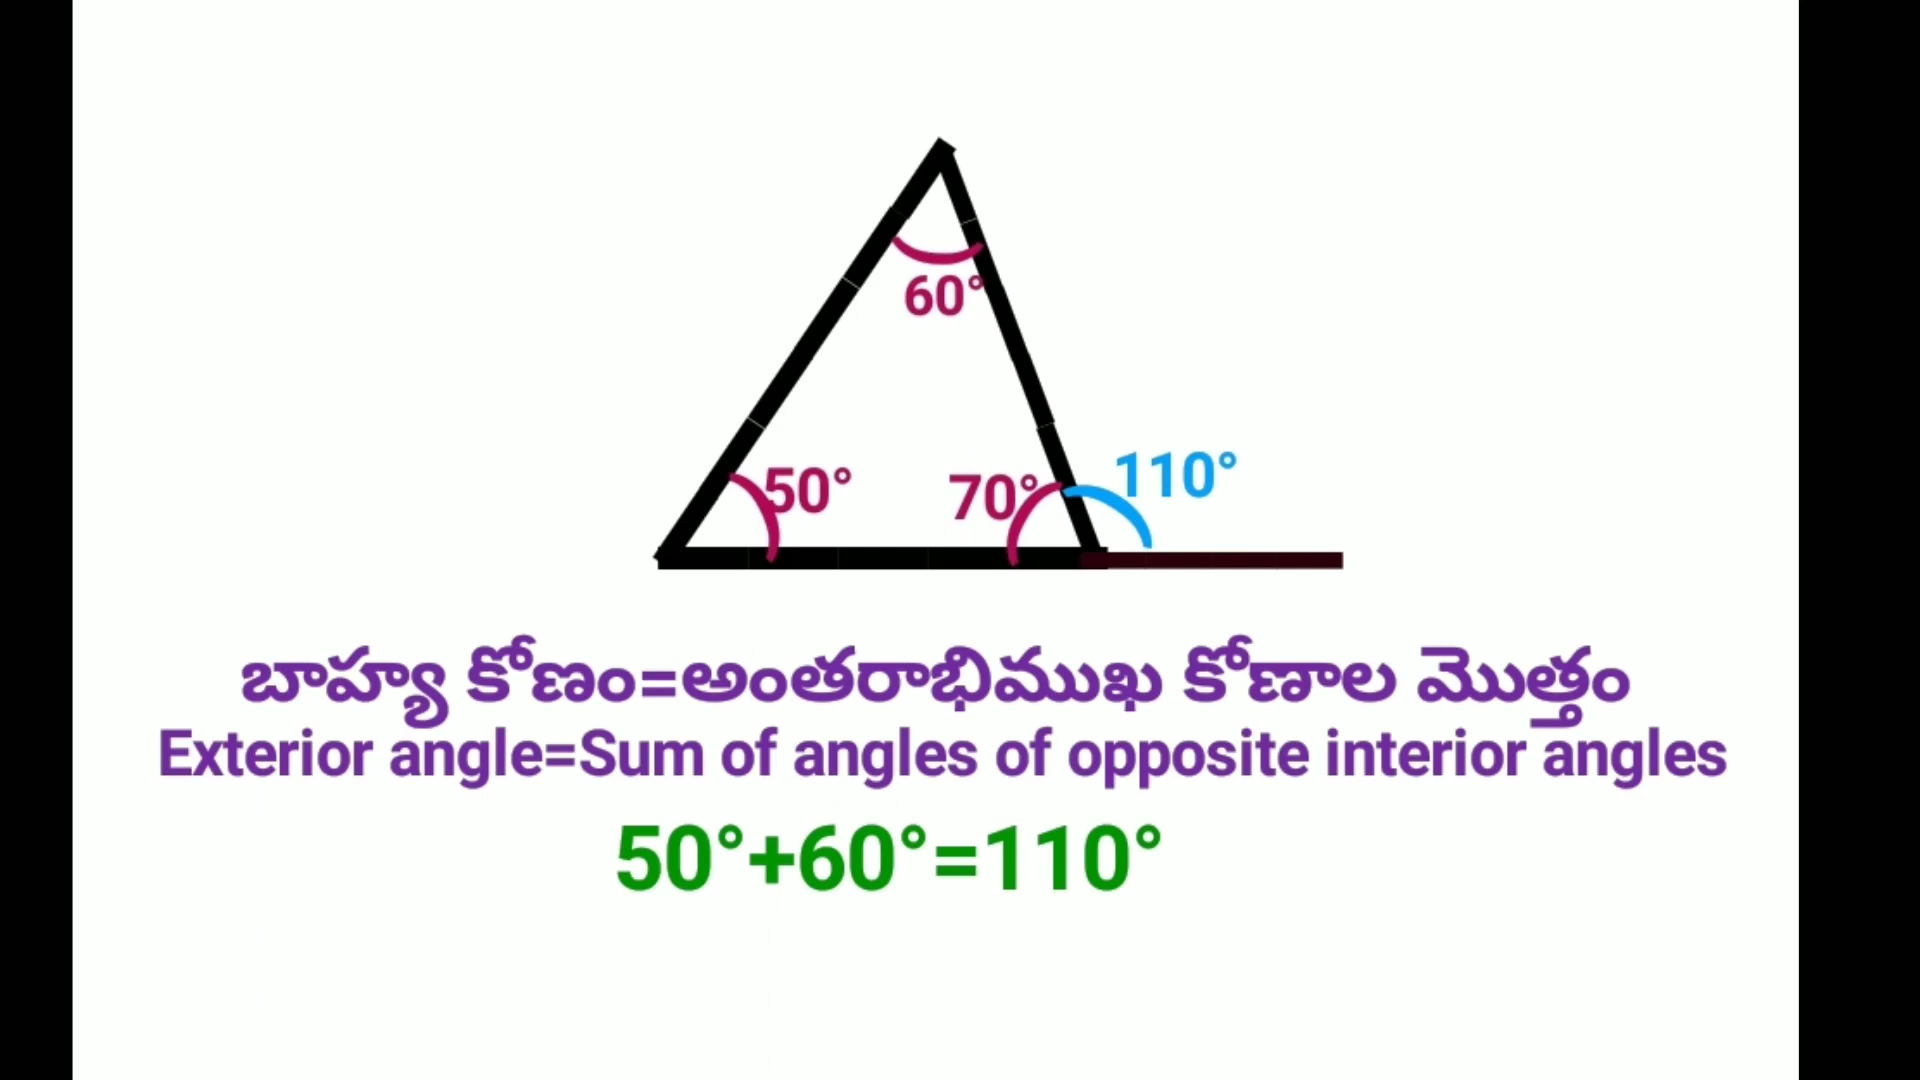 60°
50°
70°
110°
బాహ్య కోణం=అంతరాభిముఖ కోణాల మొత్తం
Exterior angle=Sum of angles of opposite interior angles
50°+60°=110°